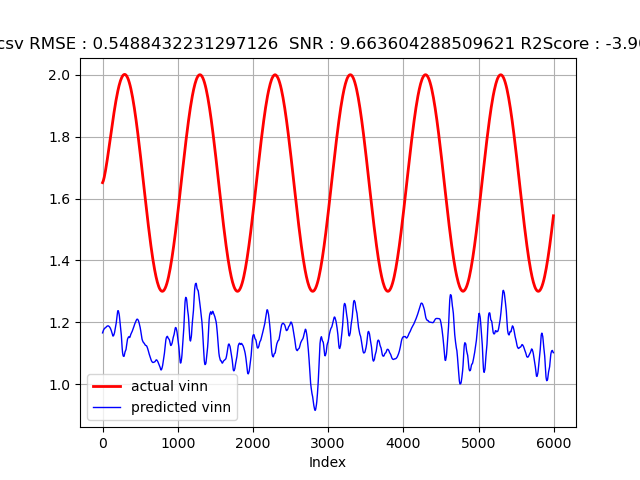 csv RMSE : 0.5488432231297126 SNR : 9.663604288509621 R2Score : -3.9
2.0
1.8
1.6
1.4
1.2
1.0
actual vinn
predicted vinn
0 1000 2000 3000 4000 5000 6000
Index